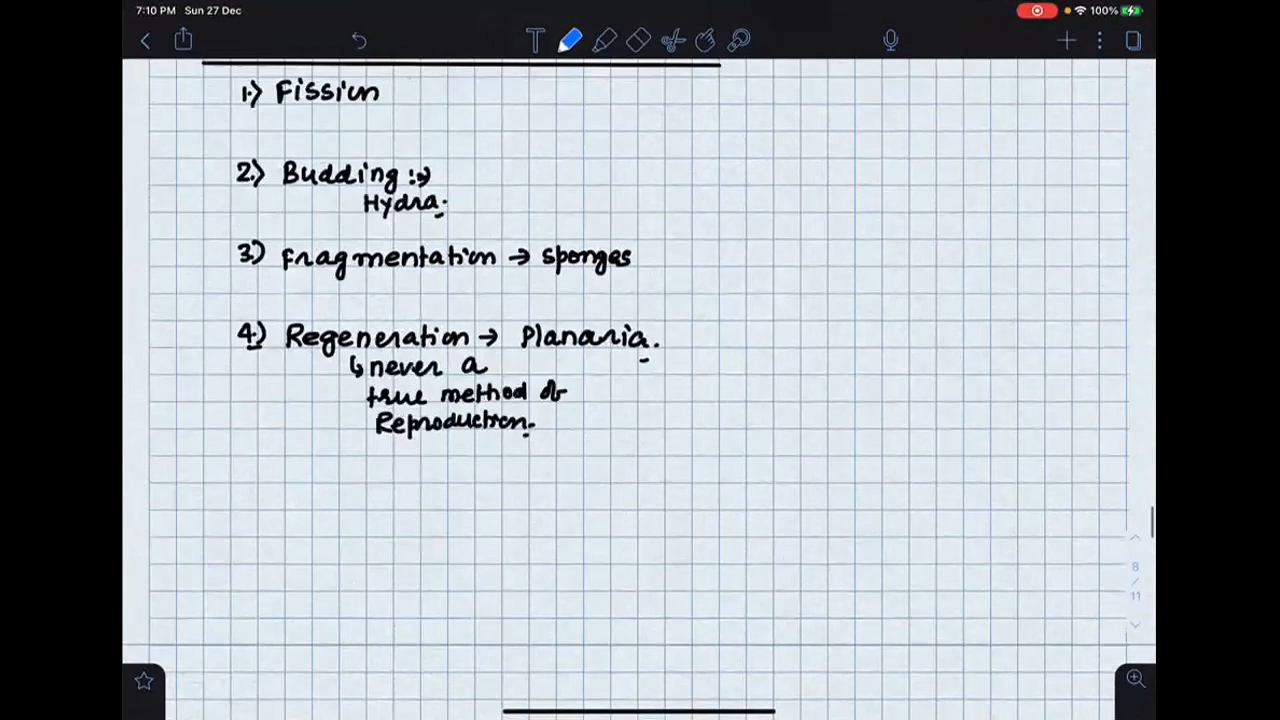 7:10 PM Sun 27 Dec
100%
1.) Fission
2.) Budding :→
Hydra.
3.) Fragmentation → sponges
4.) Regeneration → Planaria.
↳ never a
true method of
Reproduction.
8
/
11